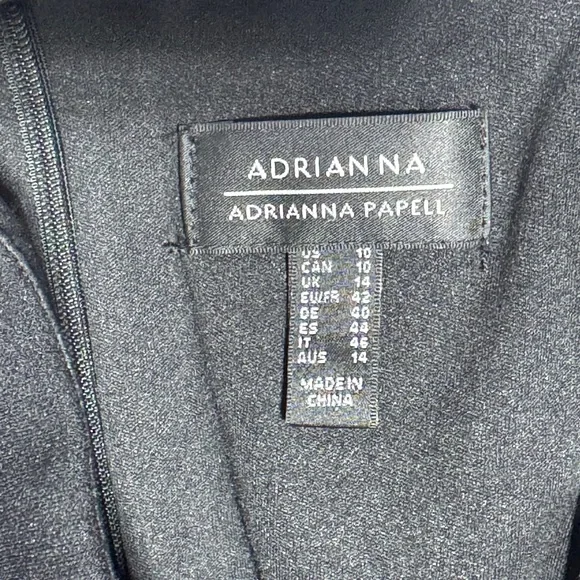 ADRIANNA
ADRIANNA PAPELL
US 10
CAN 10
UK 14
EU/FR 42
DE 40
ES 44
IT 46
AUS 14
MADE IN
CHINA